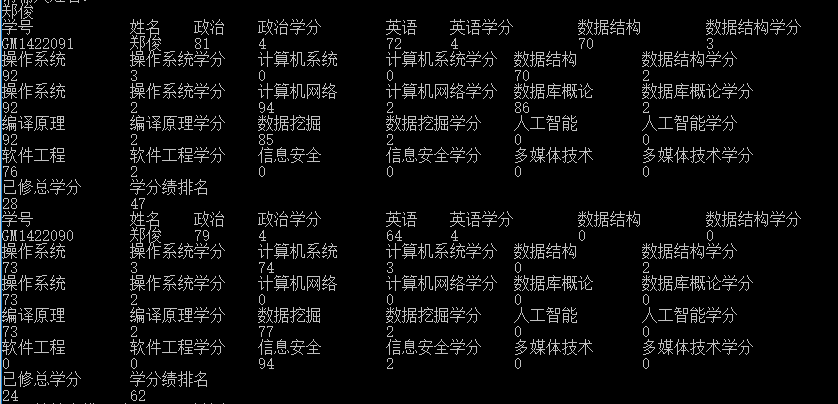 郑俊
学号 姓名 政治 政治学分 英语 英语学分 数据结构 数据结构学分
GM1422091 郑俊 81 4 72 4 70 3
操作系统 操作系统学分 计算机系统 计算机系统学分 数据结构 数据结构学分
92 3 0 0 70 2
操作系统 操作系统学分 计算机网络 计算机网络学分 数据库概论 数据库概论学分
92 2 94 2 86 2
编译原理 编译原理学分 数据挖掘 数据挖掘学分 人工智能 人工智能学分
92 2 85 2 0 0
软件工程 软件工程学分 信息安全 信息安全学分 多媒体技术 多媒体技术学分
76 2 0 0 0 0
已修总学分 学分绩排名
28 47
学号 姓名 政治 政治学分 英语 英语学分 数据结构 数据结构学分
GM1422090 郑俊 79 4 64 4 0 0
操作系统 操作系统学分 计算机系统 计算机系统学分 数据结构 数据结构学分
73 3 74 3 0 2
操作系统 操作系统学分 计算机网络 计算机网络学分 数据库概论 数据库概论学分
73 2 0 0 0 0
编译原理 编译原理学分 数据挖掘 数据挖掘学分 人工智能 人工智能学分
73 2 77 2 0 0
软件工程 软件工程学分 信息安全 信息安全学分 多媒体技术 多媒体技术学分
0 0 94 2 0 0
已修总学分 学分绩排名
24 62